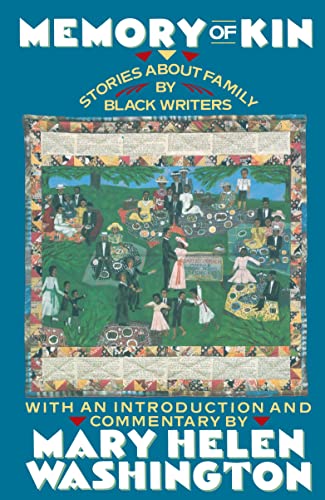 MEMORY OF KIN
STORIES ABOUT FAMILY
BY
BLACK WRITERS
WITH AN INTRODUCTION AND
COMMENTARY BY
MARY HELEN
WASHINGTON